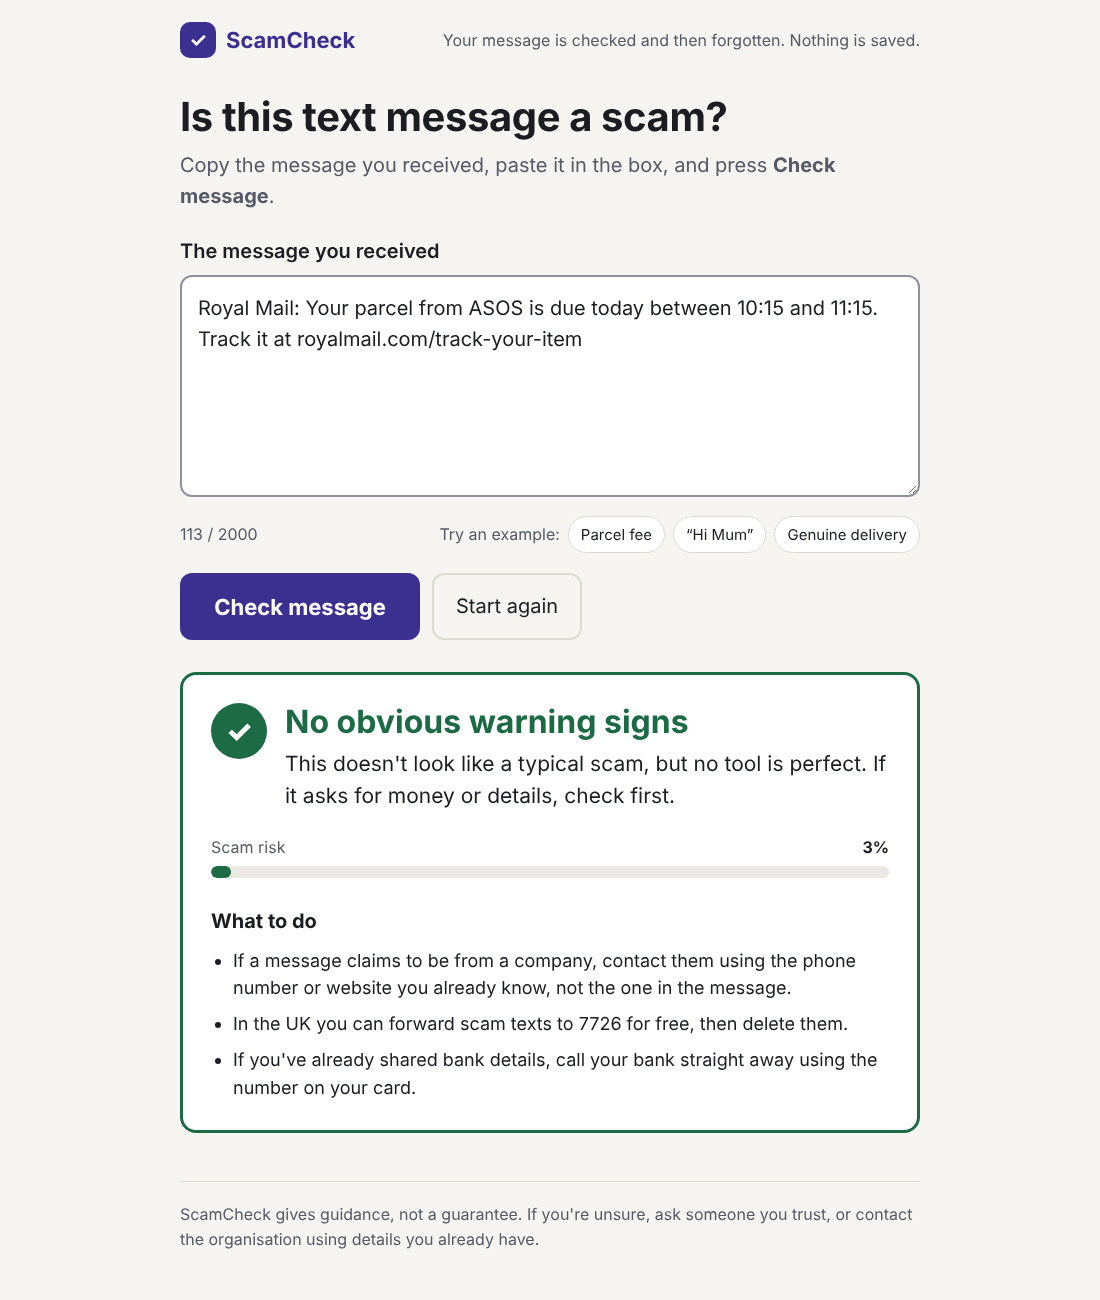 ScamCheck
Your message is checked and then forgotten. Nothing is saved.
Is this text message a scam?
Copy the message you received, paste it in the box, and press Check
message.
The message you received
Royal Mail: Your parcel from ASOS is due today between 10:15 and 11:15.
Track it at royalmail.com/track-your-item
113 / 2000
Try an example:
Parcel fee
“Hi Mum”
Genuine delivery
Check message
Start again
No obvious warning signs
This doesn't look like a typical scam, but no tool is perfect. If
it asks for money or details, check first.
Scam risk
3%
What to do
If a message claims to be from a company, contact them using the phone
number or website you already know, not the one in the message.
In the UK you can forward scam texts to 7726 for free, then delete them.
If you've already shared bank details, call your bank straight away using the
number on your card.
ScamCheck gives guidance, not a guarantee. If you're unsure, ask someone you trust, or contact
the organisation using details you already have.